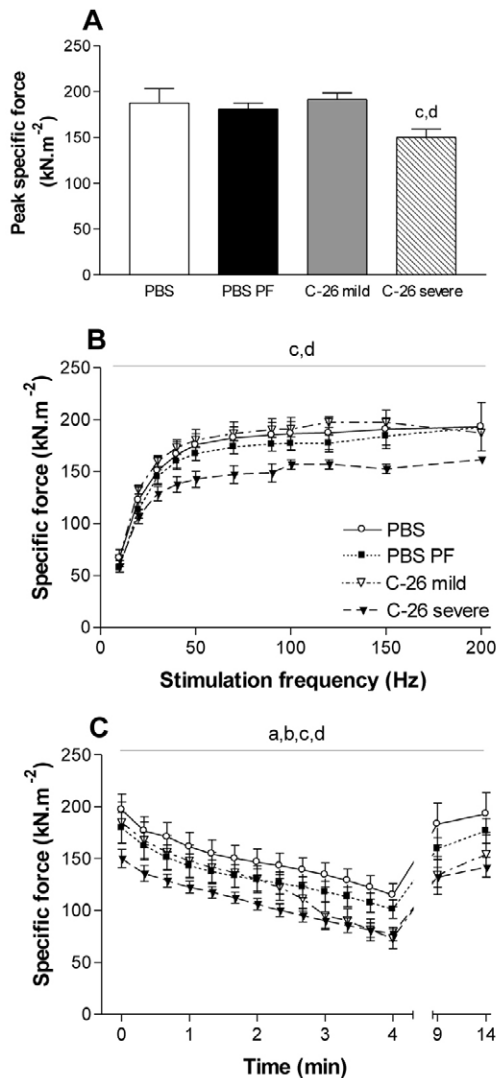 A
Peak specific force
(kN.m-2)
250
200
150
100
50
0
c,d
PBS
PBS PF
C-26 mild
C-26 severe
B
c,d
Specific force (kN.m-2)
250
200
150
100
50
0
PBS
PBS PF
C-26 mild
C-26 severe
0 50 100 150 200
Stimulation frequency (Hz)
C
a,b,c,d
Specific force (kN.m-2)
250
200
150
100
50
0
0 1 2 3 4 9 14
Time (min)